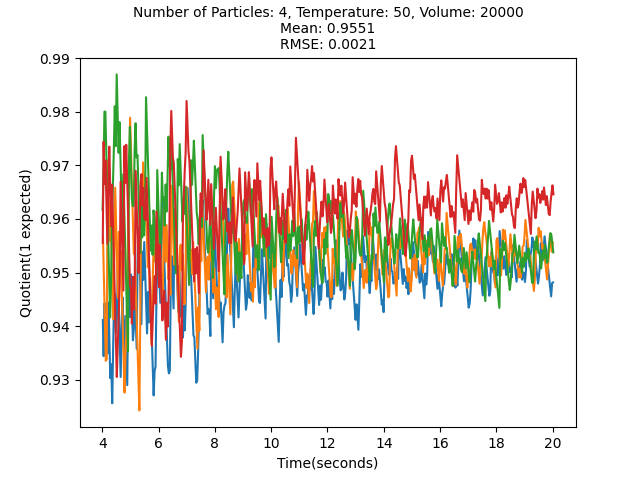 Number of Particles: 4, Temperature: 50, Volume: 20000
Mean: 0.9551
RMSE: 0.0021
0.99
0.98
0.97
0.96
0.95
0.94
0.93
Quotient(1 expected)
4 6 8 10 12 14 16 18 20
Time(seconds)